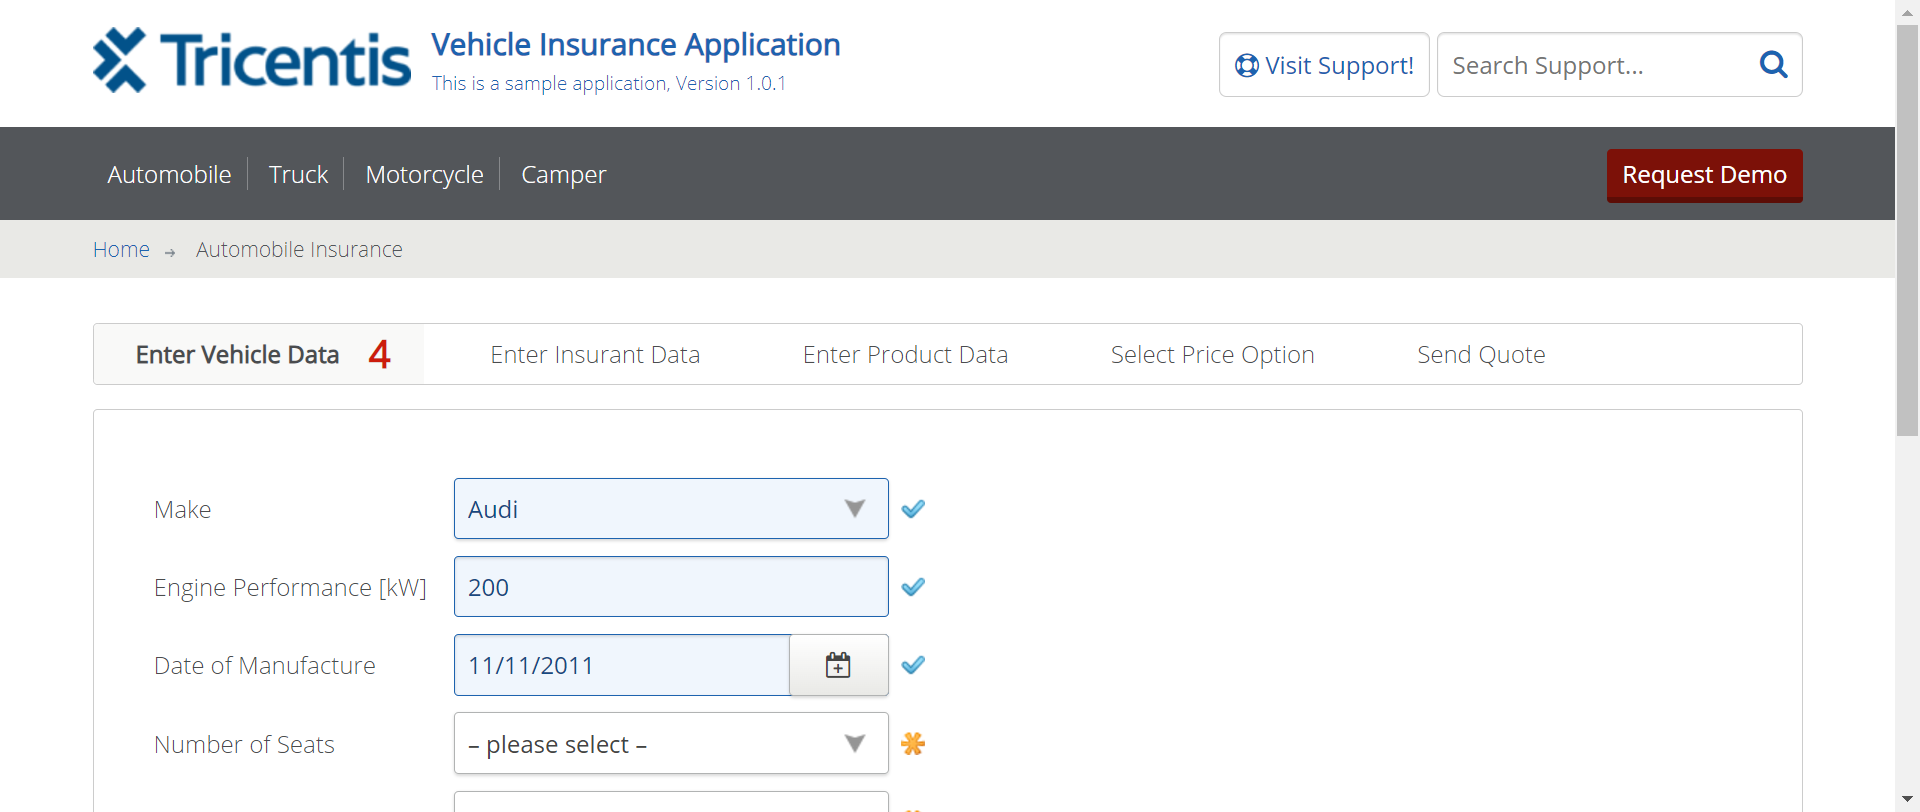 Tricentis
Vehicle Insurance Application
This is a sample application, Version 1.0.1
Visit Support!
Search Support...
Automobile
Truck
Motorcycle
Camper
Request Demo
Home → Automobile Insurance
Enter Vehicle Data 4
Enter Insurant Data
Enter Product Data
Select Price Option
Send Quote
Make
Audi
Engine Performance [kW]
200
Date of Manufacture
11/11/2011
Number of Seats
– please select –